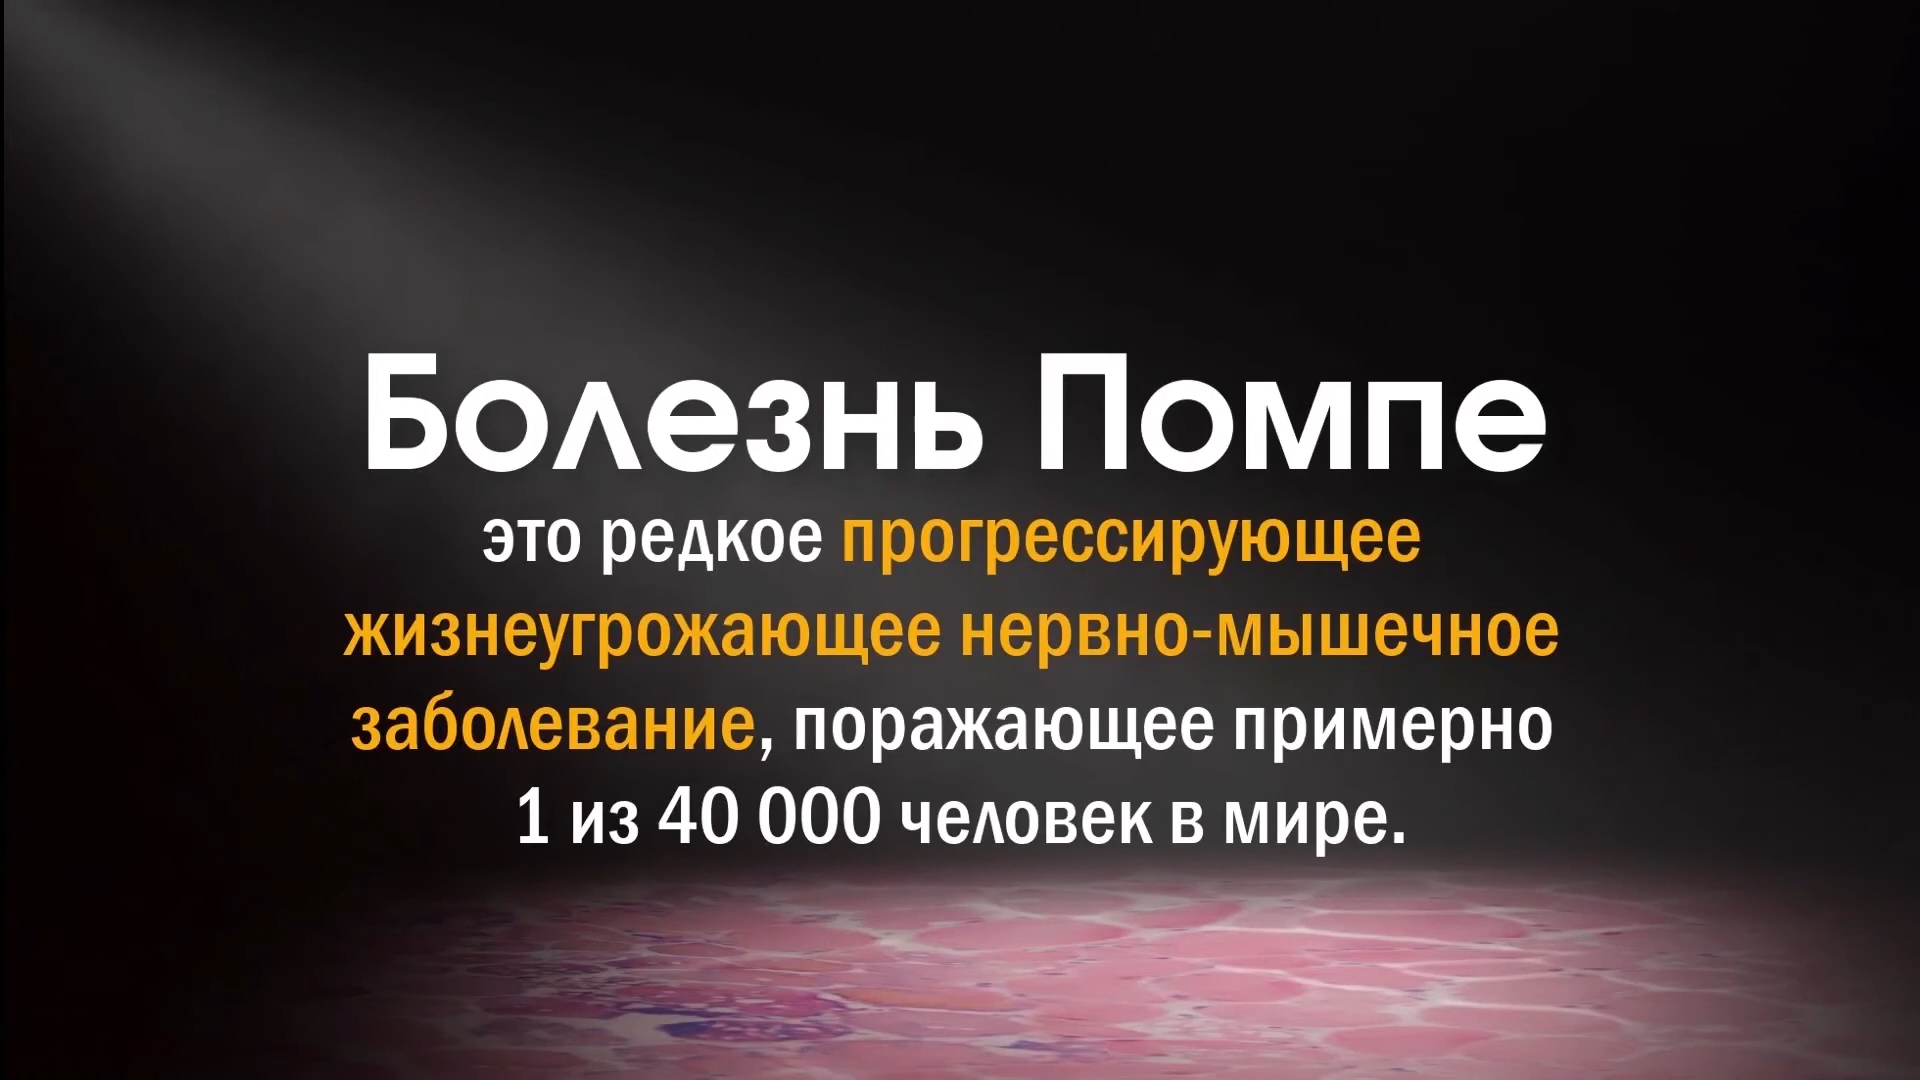 Болезнь Помпе
это редкое прогрессирующее
жизнеугрожающее нервно-мышечное
заболевание, поражающее примерно
1 из 40 000 человек в мире.